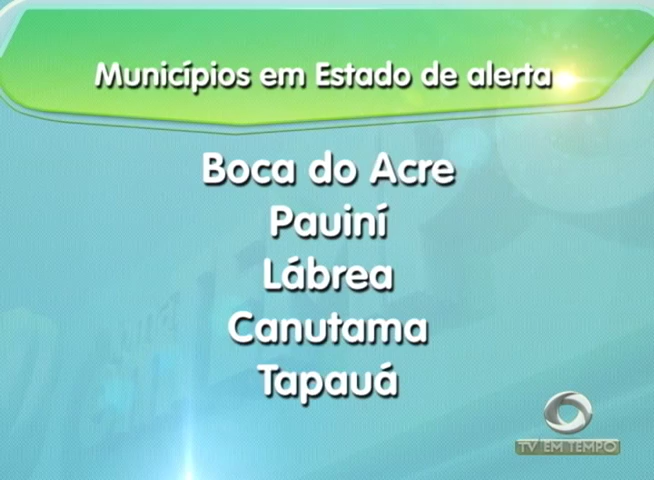 Municípios em Estado de alerta
Boca do Acre
Pauiní
Lábrea
Canutama
Tapauá
TV EM TEMPO